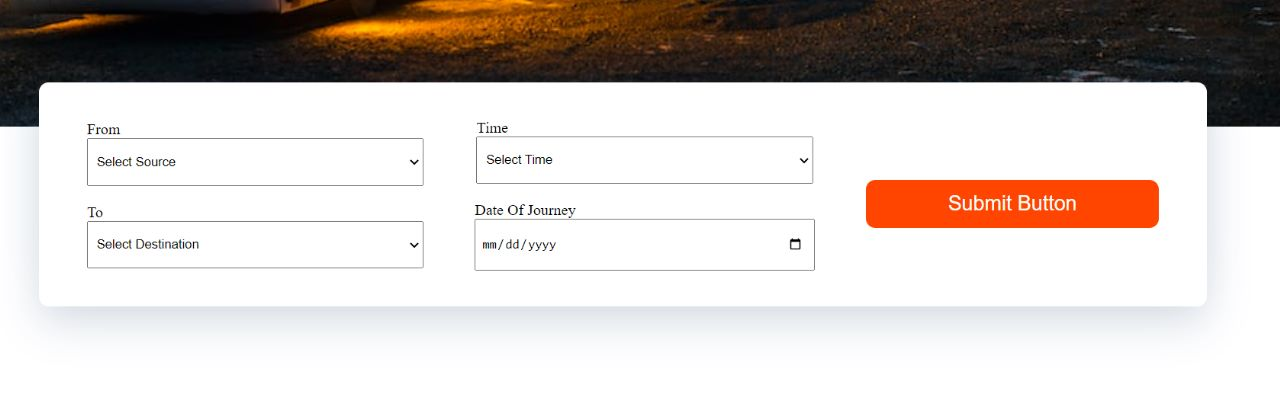 From
Select Source
To
Select Destination
Time
Select Time
Date Of Journey
mm/dd/yyyy
Submit Button